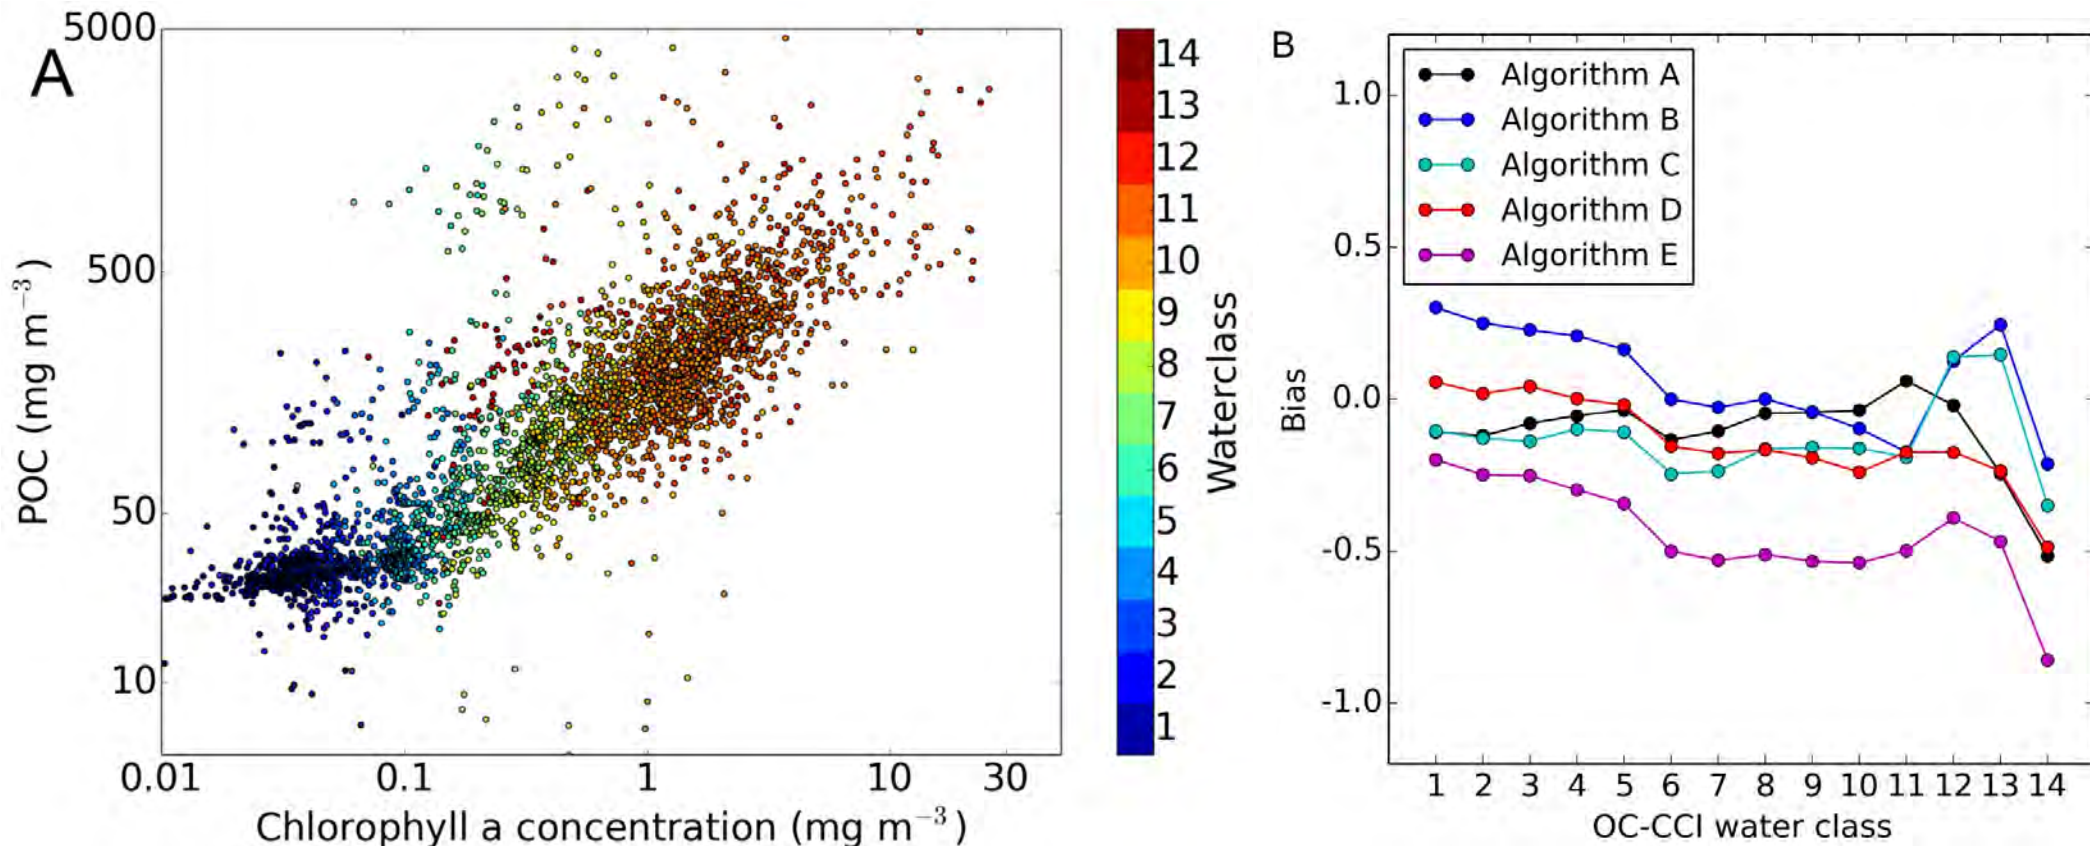 A
5000
500
50
10
POC (mg m⁻³)
0.01 0.1 1 10 30
Chlorophyll a concentration (mg m⁻³)
14
13
12
11
10
9
8
7
6
5
4
3
2
1
Waterclass
B
Algorithm A
Algorithm B
Algorithm C
Algorithm D
Algorithm E
1.0
0.5
0.0
-0.5
-1.0
Bias
1 2 3 4 5 6 7 8 9 10 11 12 13 14
OC-CCI water class